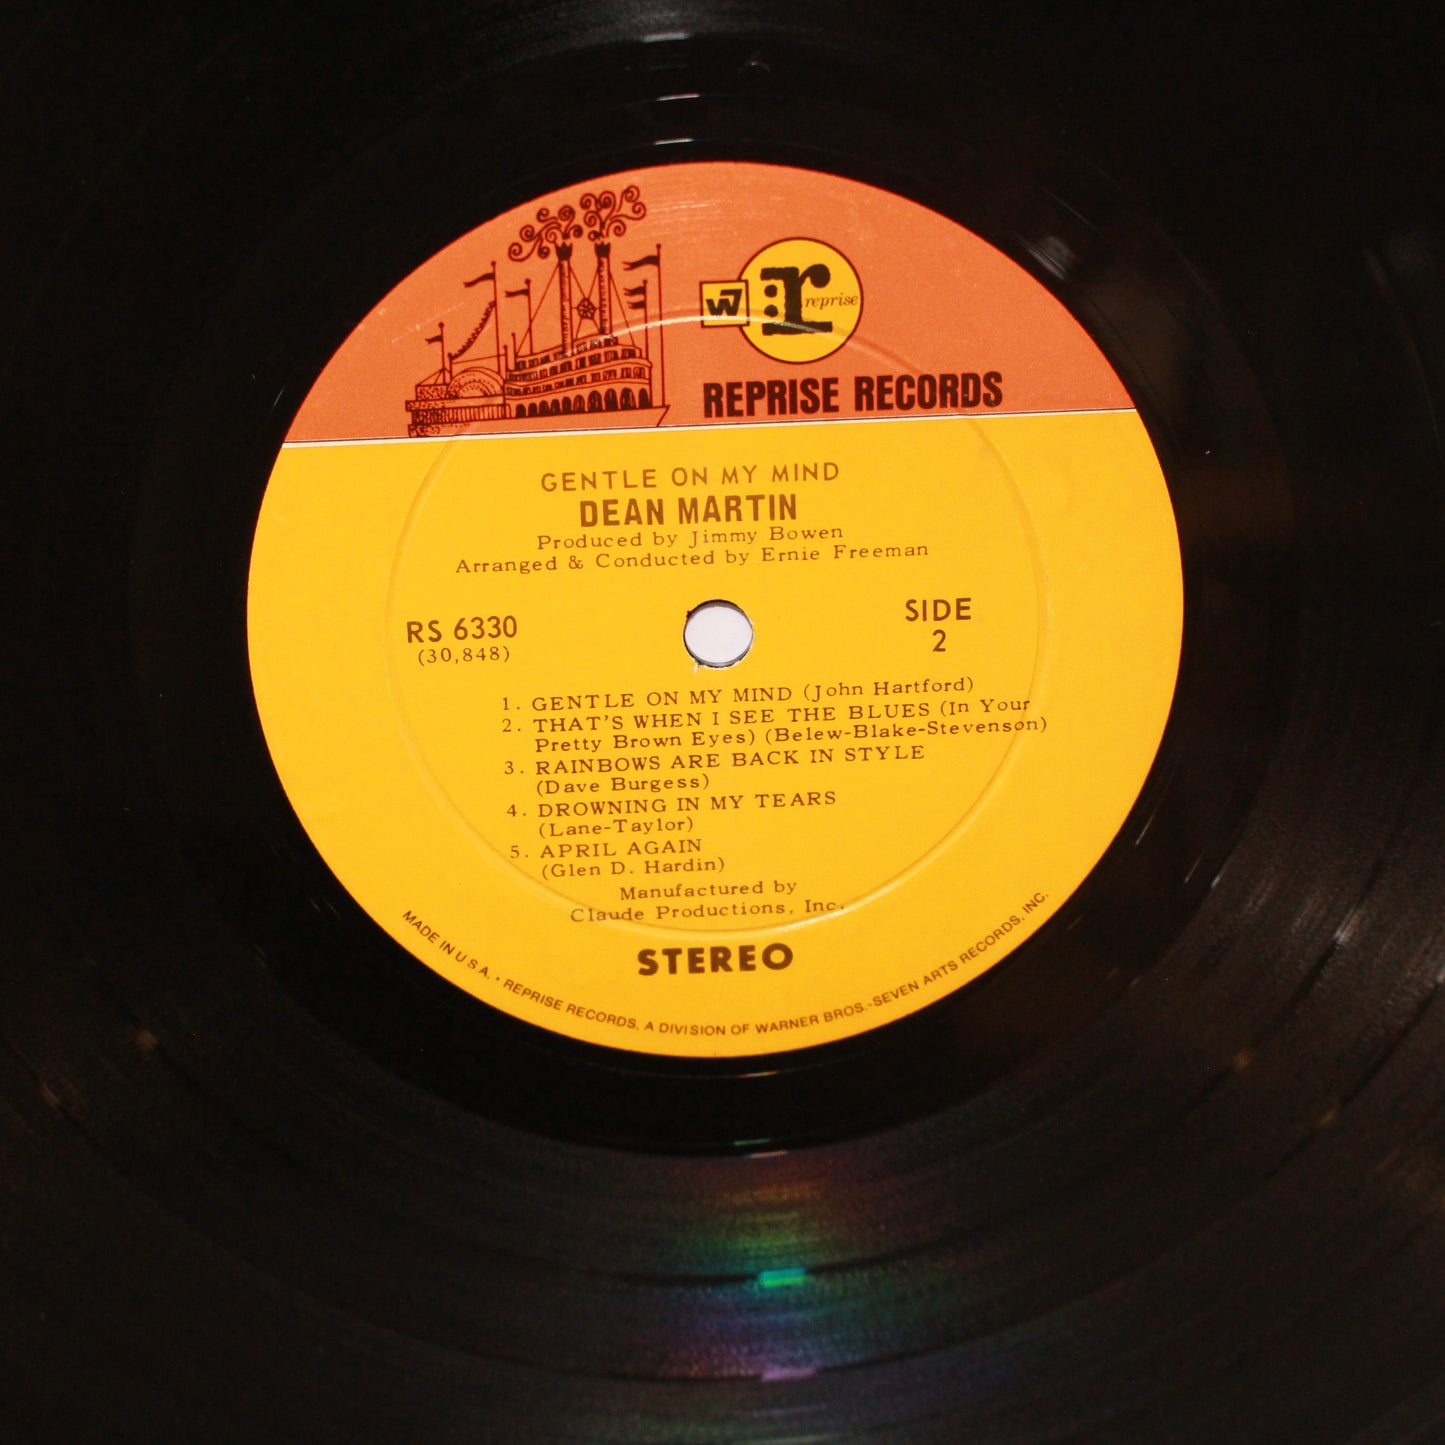 W7
r
reprise
REPRISE RECORDS
GENTLE ON MY MIND
DEAN MARTIN
Produced by Jimmy Bowen
Arranged & Conducted by Ernie Freeman
RS 6330
(30,848)
SIDE
2
1. GENTLE ON MY MIND (John Hartford)
2. THAT'S WHEN I SEE THE BLUES (In Your
Pretty Brown Eyes) (Belew-Blake-Stevenson)
3. RAINBOWS ARE BACK IN STYLE
(Dave Burgess)
4. DROWNING IN MY TEARS
(Lane-Taylor)
5. APRIL AGAIN
(Glen D. Hardin)
Manufactured by
Claude Productions, Inc.
STEREO
MADE IN U.S.A. • REPRISE RECORDS, A DIVISION OF WARNER BROS.-SEVEN ARTS RECORDS, INC.